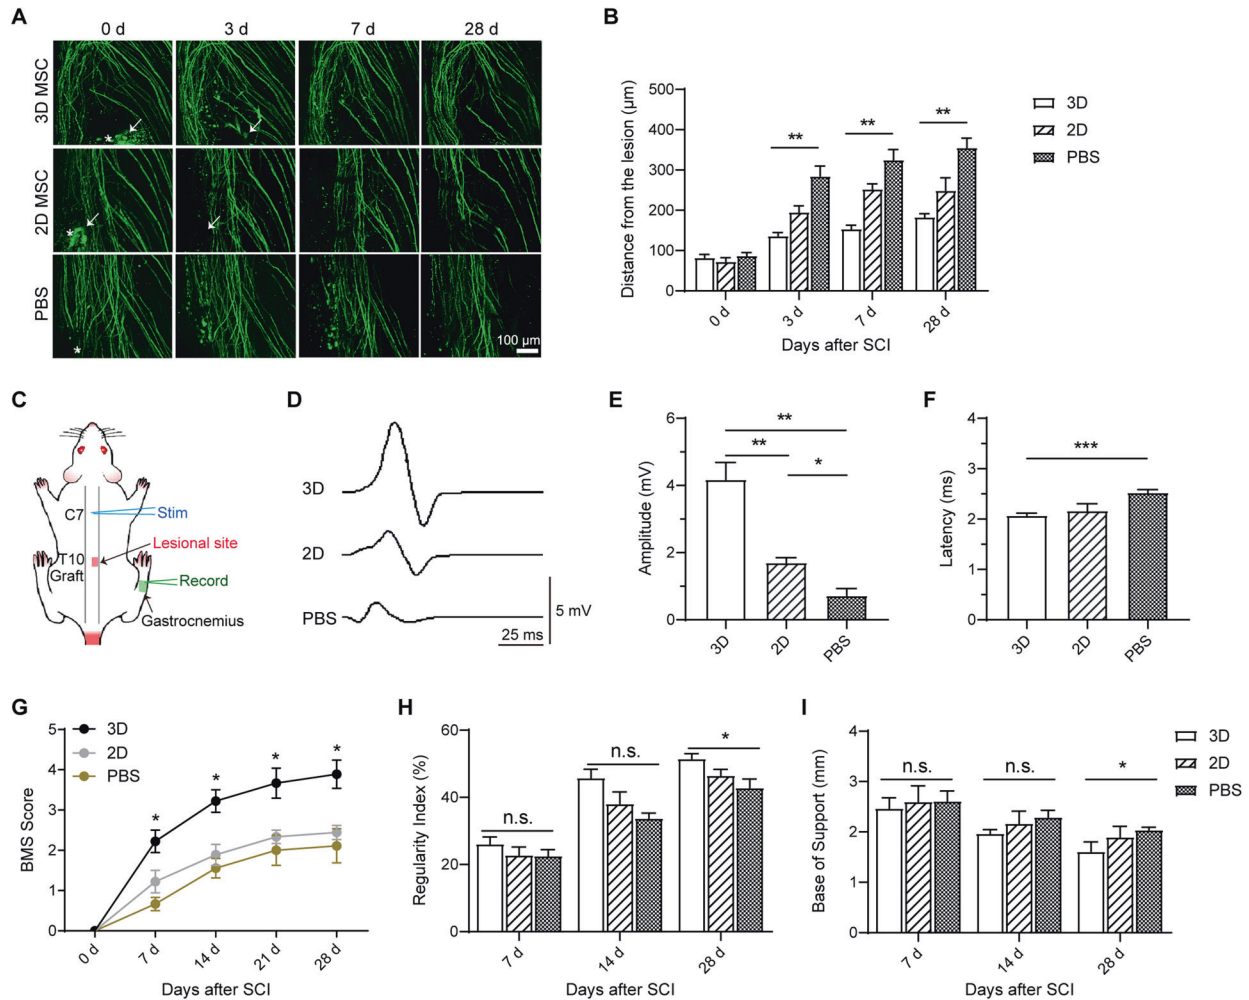 A
0 d 3 d 7 d 28 d
3D MSC
*
2D MSC
*
PBS
*
100 µm
B
Distance from the lesion (µm)
500
400
300
200
100
0
** ** **
0 d 3 d 7 d 28 d
Days after SCI
3D
2D
PBS
C
C7
Stim
T10
Graft
Lesional site
Record
Gastrocnemius
D
3D
2D
PBS
5 mV
25 ms
E
Amplitude (mV)
6
4
2
0
**
**
*
3D 2D PBS
F
Latency (ms)
4
3
2
1
0
***
3D 2D PBS
G
BMS Score
5
4
3
2
1
0
3D
2D
PBS
* * * *
0 d 7 d 14 d 21 d 28 d
Days after SCI
H
Regularity Index (%)
60
40
20
0
n.s. n.s. *
7 d 14 d 28 d
Days after SCI
I
Base of Support (mm)
3
2
1
0
n.s. n.s. *
7 d 14 d 28 d
Days after SCI
3D
2D
PBS